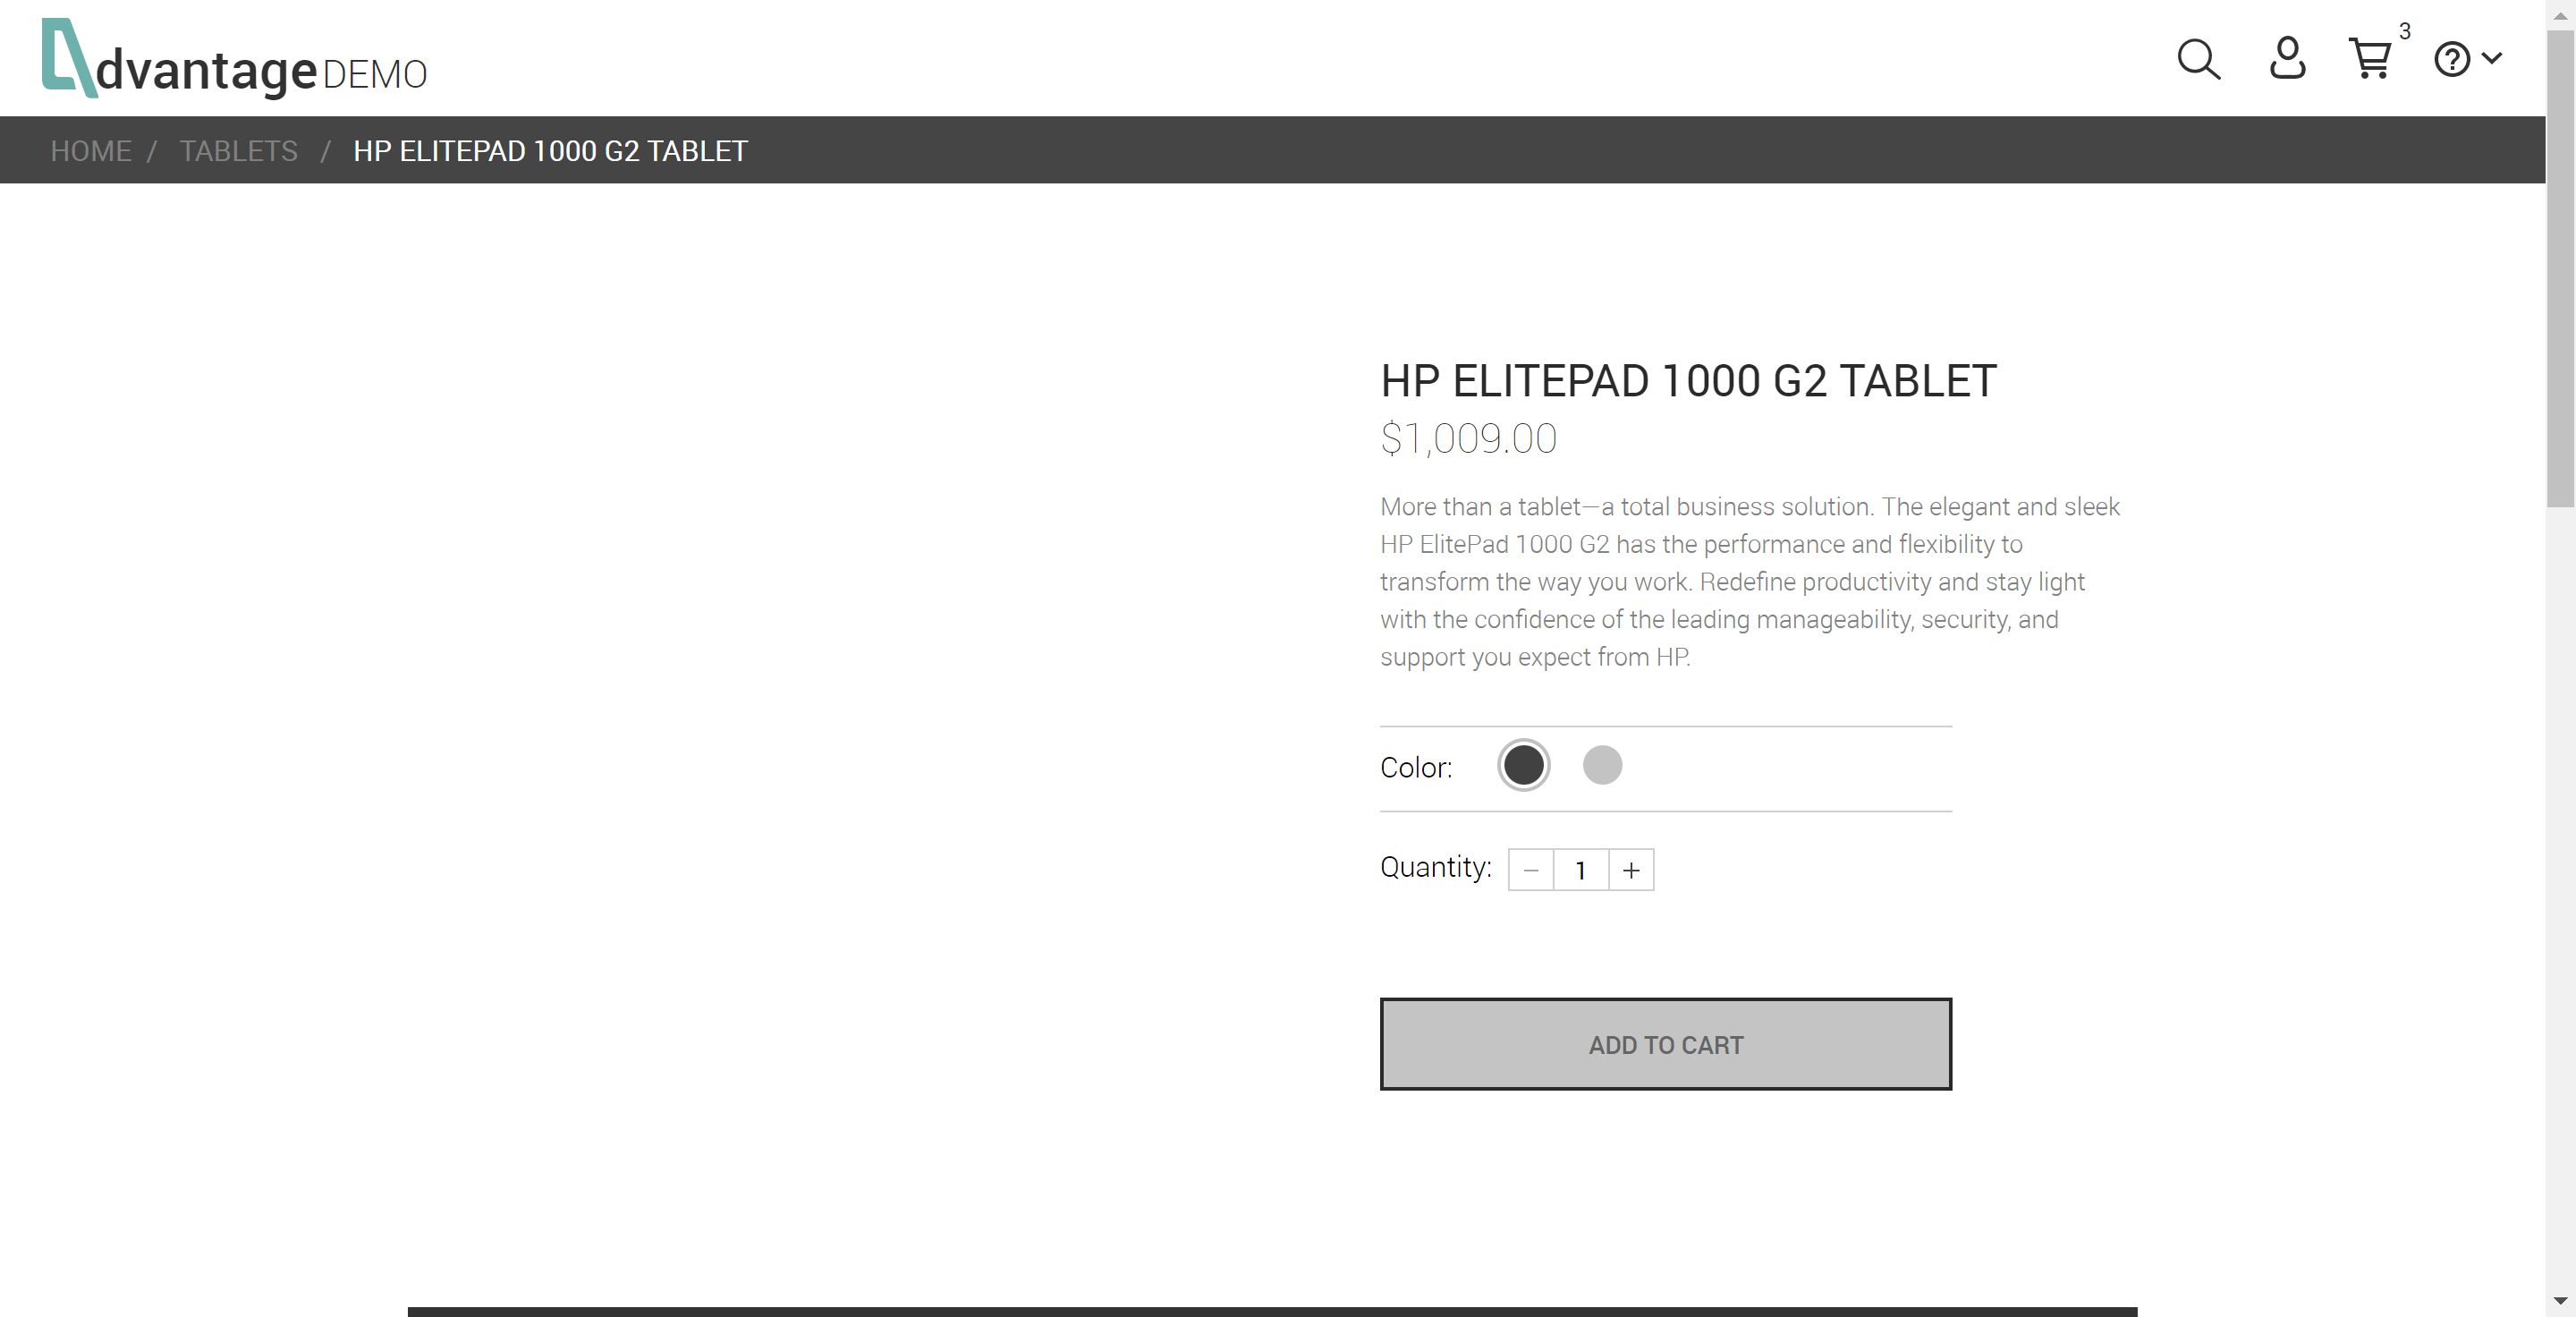 dvantage DEMO
3
HOME / TABLETS / HP ELITEPAD 1000 G2 TABLET
HP ELITEPAD 1000 G2 TABLET
$1,009.00
More than a tablet—a total business solution. The elegant and sleek
HP ElitePad 1000 G2 has the performance and flexibility to
transform the way you work. Redefine productivity and stay light
with the confidence of the leading manageability, security, and
support you expect from HP.
Color:
Quantity: − 1 +
ADD TO CART